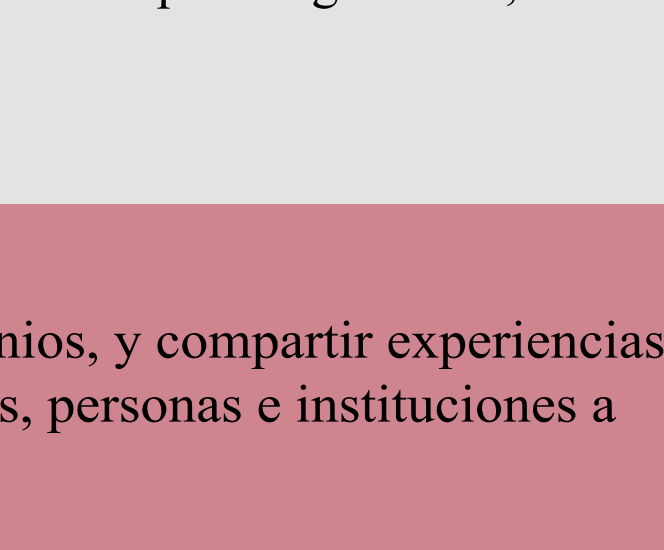 nios, y compartir experiencias
s, personas e instituciones a